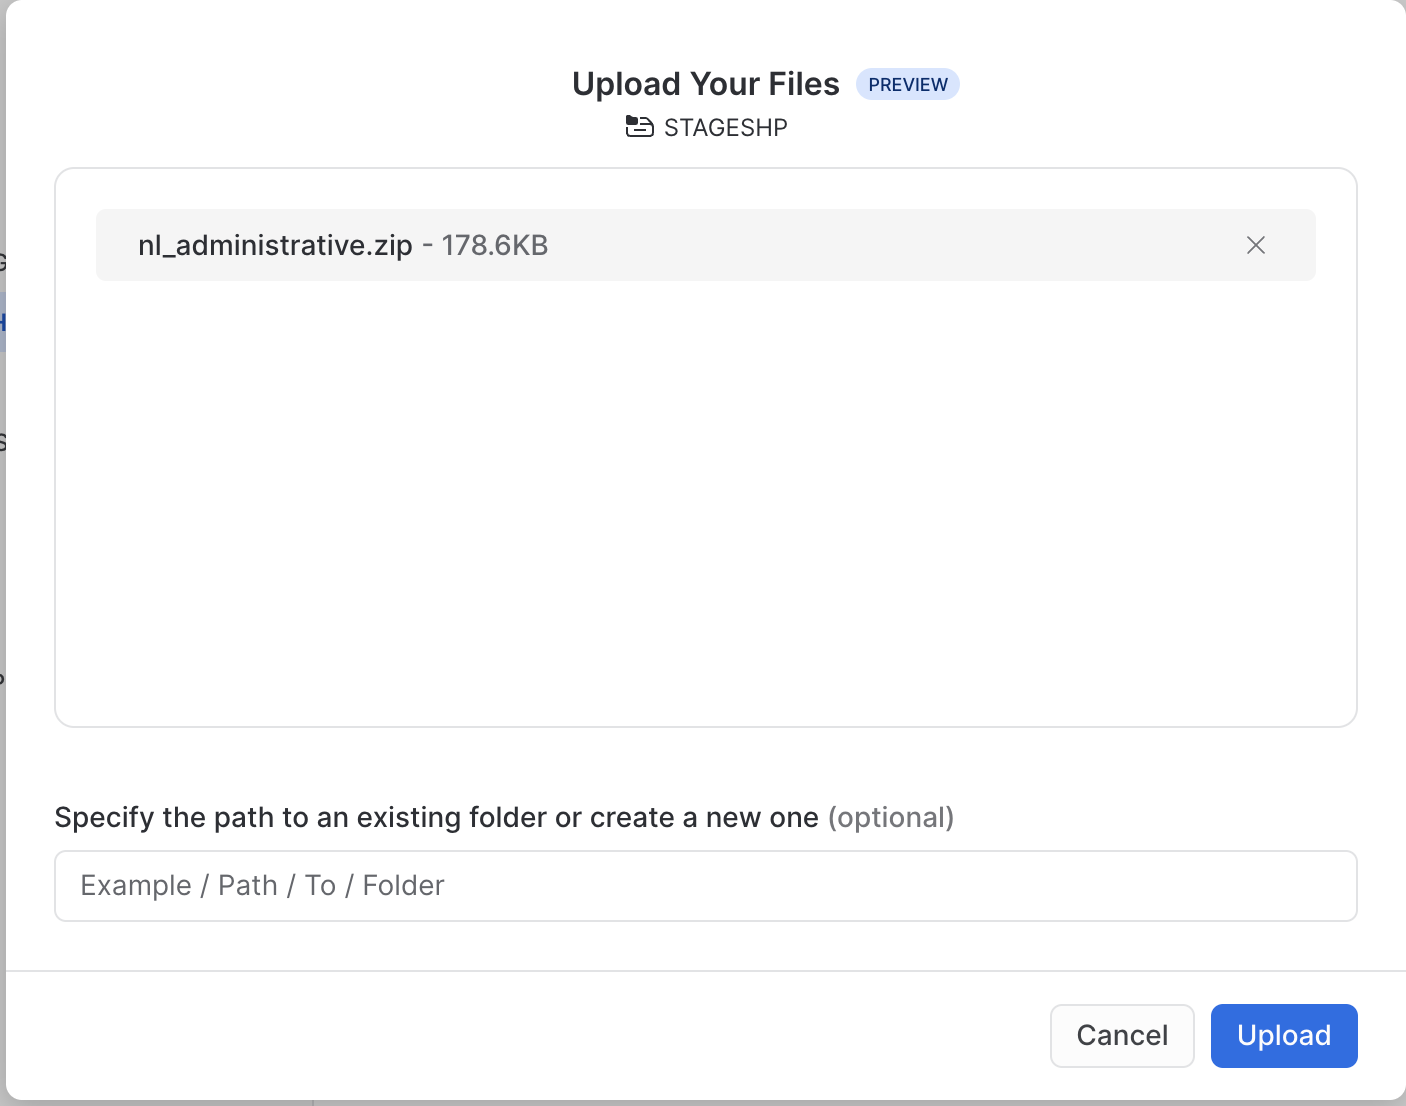 Upload Your Files PREVIEW
STAGESHP
nl_administrative.zip - 178.6KB
Specify the path to an existing folder or create a new one (optional)
Example / Path / To / Folder
Cancel Upload